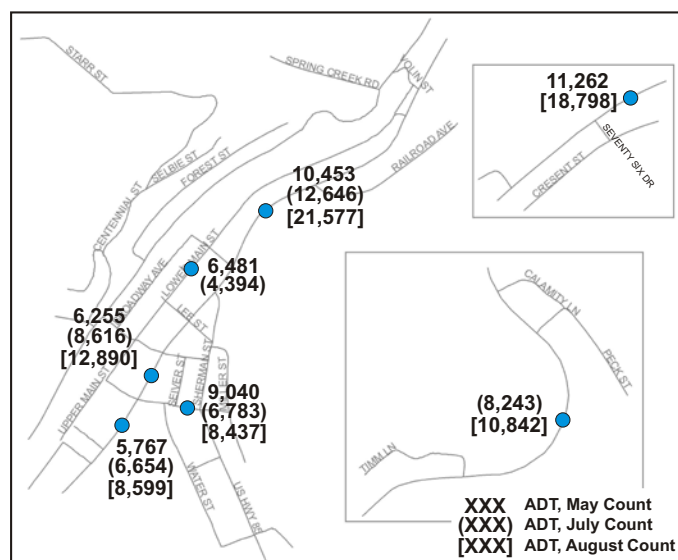 STARR ST
SPRING CREEK RD
VOLIN ST
SELBIE ST
FOREST ST
RAILROAD AVE
CENTENNIAL ST
10,453
(12,646)
[21,577]
11,262
[18,798]
SEVENTY SIX DR
CRESENT ST
LOWER MAIN ST
6,481
(4,394)
6,255
(8,616)
[12,890]
LEE ST
SEIVER ST
SHERMAN ST
UPPER MAIN ST
9,040
(6,783)
[8,437]
5,767
(6,654)
[8,599]
WATER ST
US HWY 85
CALAMITY LN
PECK ST
(8,243)
[10,842]
TIMM LN
XXX ADT, May Count
(XXX) ADT, July Count
[XXX] ADT, August Count